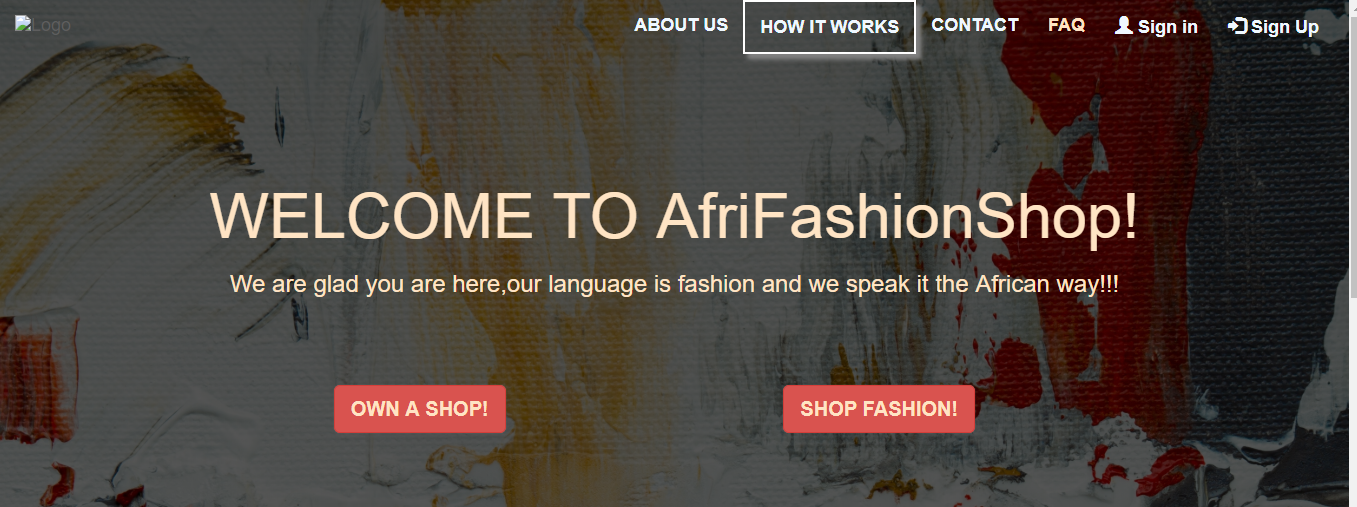 Logo
ABOUT US
HOW IT WORKS
CONTACT
FAQ
Sign in
Sign Up
WELCOME TO AfriFashionShop!
We are glad you are here,our language is fashion and we speak it the African way!!!
OWN A SHOP!
SHOP FASHION!